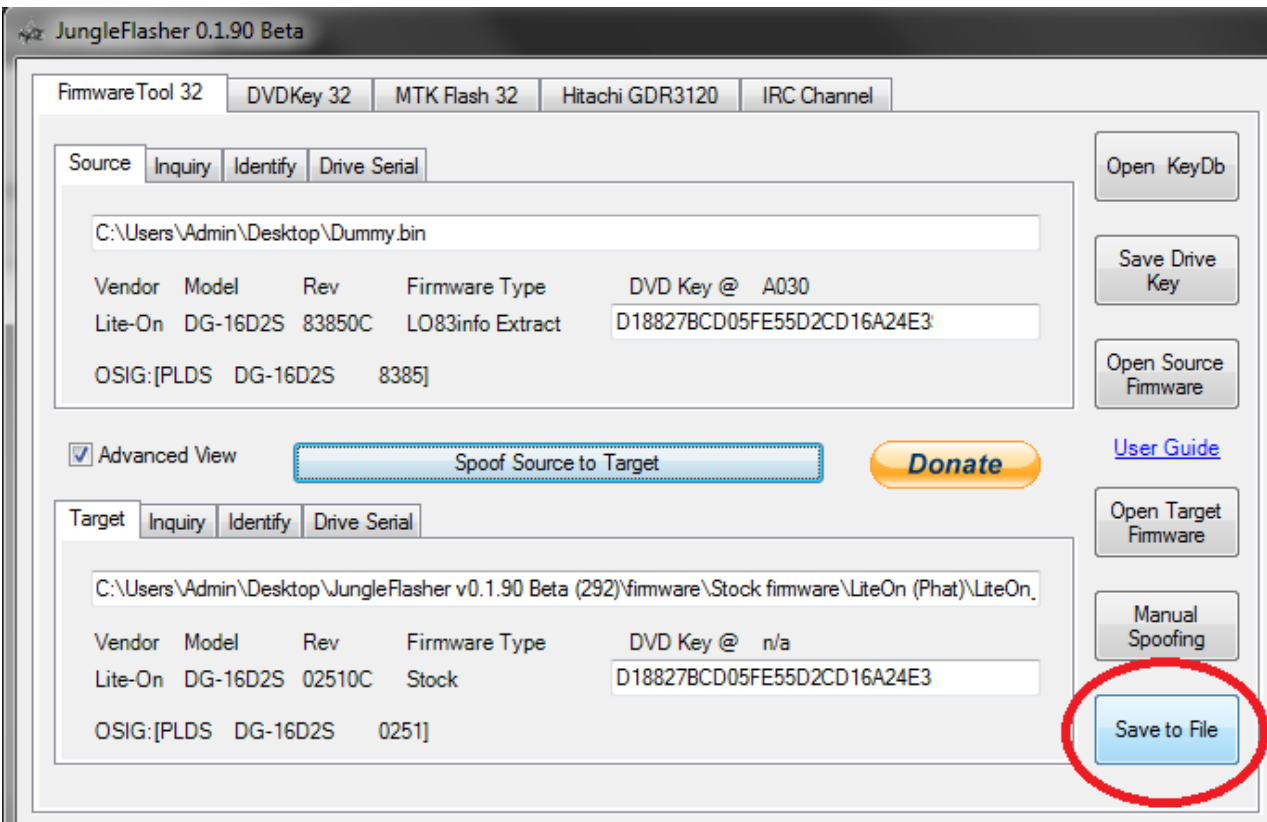 JungleFlasher 0.1.90 Beta
FirmwareTool 32 DVDKey 32 MTK Flash 32 Hitachi GDR3120 IRC Channel
Source Inquiry Identify Drive Serial
Open KeyDb
C:\Users\Admin\Desktop\Dummy.bin
Save Drive Key
Vendor Model Rev Firmware Type DVD Key @ A030
Lite-On DG-16D2S 83850C LO83info Extract D18827BCD05FE55D2CD16A24E3
OSIG:[PLDS DG-16D2S 8385]
Open Source Firmware
Advanced View Spoof Source to Target Donate
User Guide
Target Inquiry Identify Drive Serial
Open Target Firmware
C:\Users\Admin\Desktop\JungleFlasher v0.1.90 Beta (292)\firmware\Stock firmware\LiteOn (Phat)\LiteOn_
Manual Spoofing
Vendor Model Rev Firmware Type DVD Key @ n/a
Lite-On DG-16D2S 02510C Stock D18827BCD05FE55D2CD16A24E3
OSIG:[PLDS DG-16D2S 0251]
Save to File